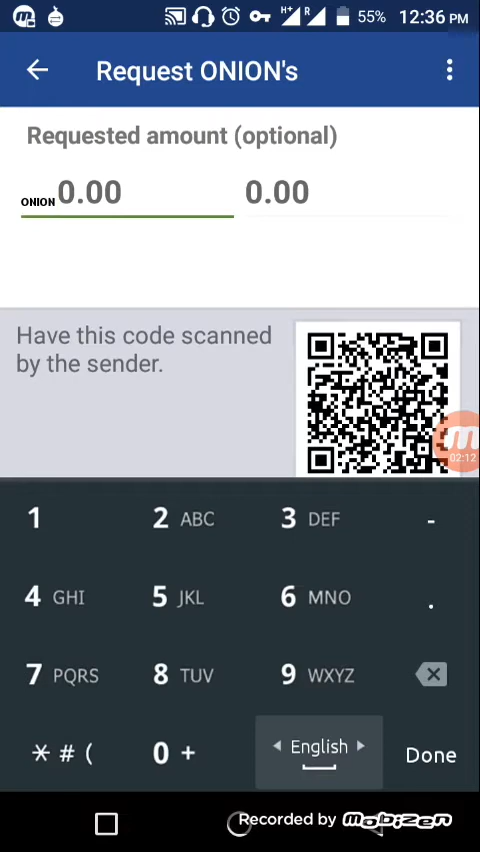 H+ R 55% 12:36 PM
Request ONION's
Requested amount (optional)
ONION 0.00 0.00
Have this code scanned
by the sender.
02:12
1 2 ABC 3 DEF -
4 GHI 5 JKL 6 MNO .
7 PQRS 8 TUV 9 WXYZ
* # ( 0 + English Done
Recorded by Mobizen